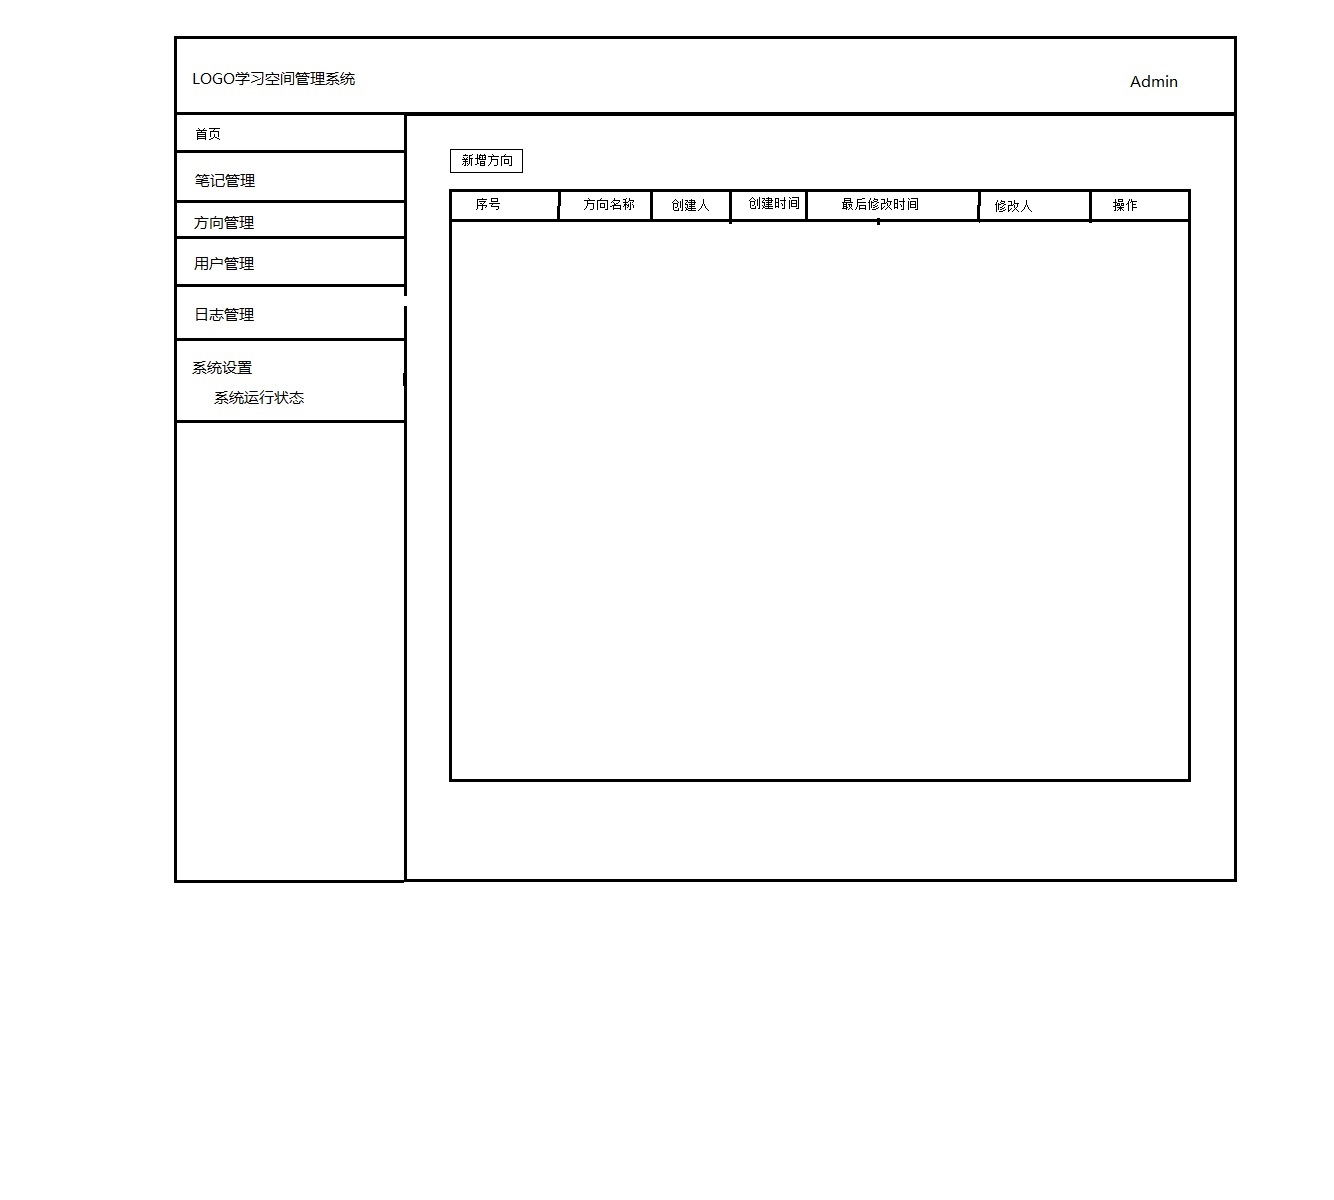 LOGO学习空间管理系统
Admin
首页
笔记管理
方向管理
用户管理
日志管理
系统设置
系统运行状态
新增方向
序号 方向名称 创建人 创建时间 最后修改时间 修改人 操作